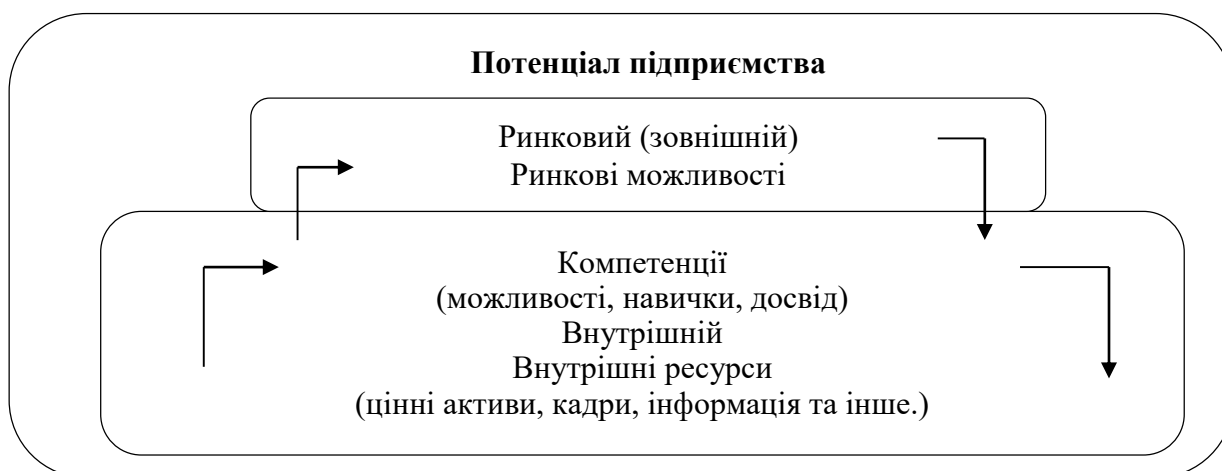 Потенціал підприємства
Ринковий (зовнішній)
Ринкові можливості
Компетенції
(можливості, навички, досвід)
Внутрішній
Внутрішні ресурси
(цінні активи, кадри, інформація та інше.)